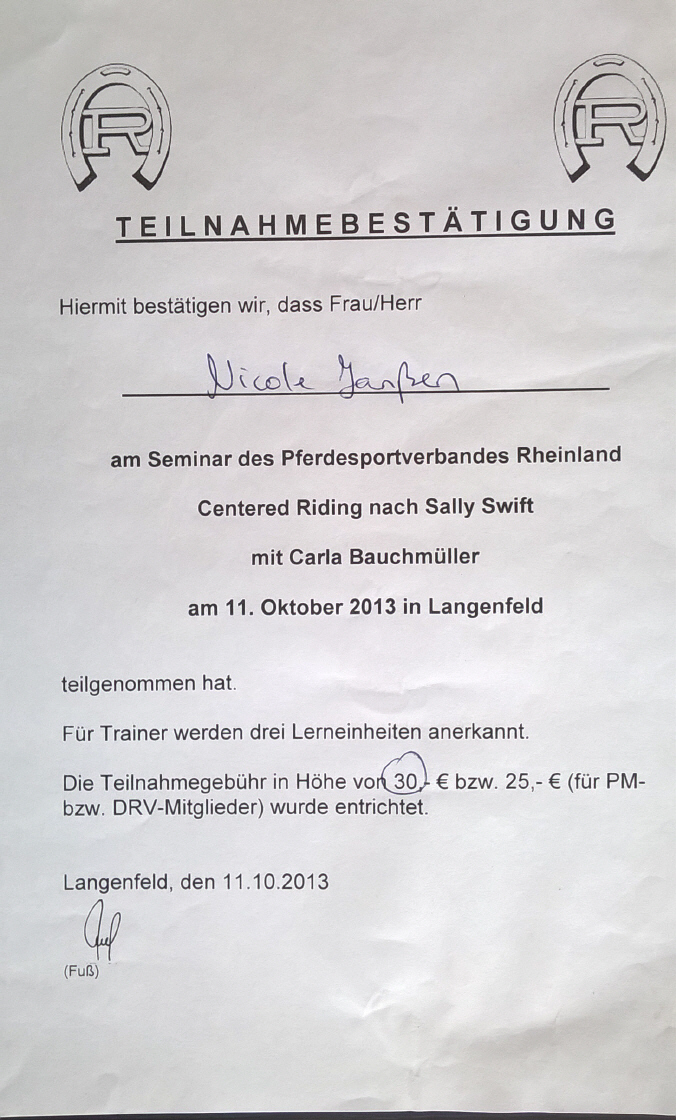 R R
TEILNAHMEBESTÄTIGUNG
Hiermit bestätigen wir, dass Frau/Herr
Nicole Janßen
am Seminar des Pferdesportverbandes Rheinland
Centered Riding nach Sally Swift
mit Carla Bauchmüller
am 11. Oktober 2013 in Langenfeld
teilgenommen hat.
Für Trainer werden drei Lerneinheiten anerkannt.
Die Teilnahmegebühr in Höhe von 30,- € bzw. 25,- € (für PM-
bzw. DRV-Mitglieder) wurde entrichtet.
Langenfeld, den 11.10.2013
(Fuß)